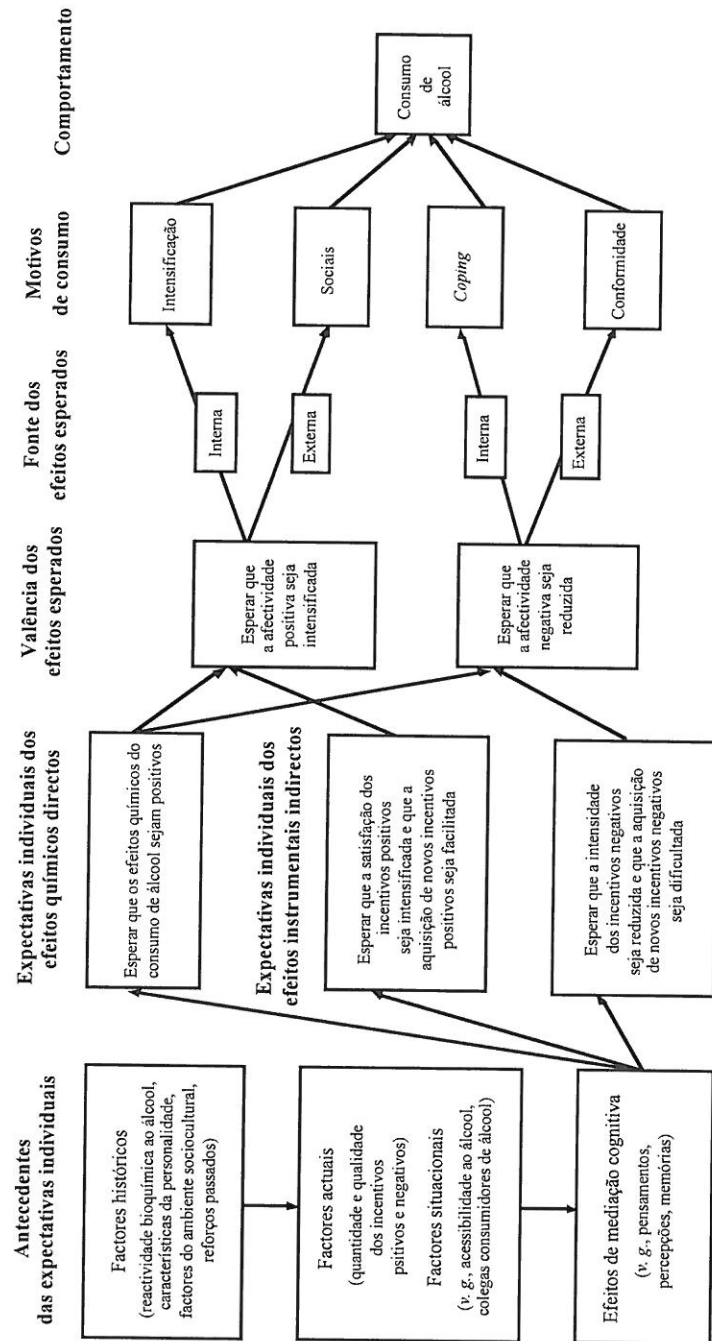 Antecedentes
das expectativas individuais
Factores históricos
(reactividade bioquímica ao álcool,
características da personalidade,
factores do ambiente sociocultural,
reforços passados)
Factores actuais
(quantidade e qualidade
dos incentivos
psitivos e negativos)
Factores situacionais
(v. g., acessibilidade ao álcool,
colegas consumidores de álcool)
Efeitos de mediação cognitiva
(v. g., pensamentos,
percepções, memórias)
Expectativas individuais dos
efeitos químicos directos
Esperar que os efeitos químicos do
consumo de álcool sejam positivos
Expectativas individuais dos
efeitos instrumentais indirectos
Esperar que a satisfação dos
incentivos positivos
seja intensificada e que a
aquisição de novos incentivos
positivos seja facilitada
Esperar que a intensidade
dos incentivos negativos
seja reduzida e que a aquisição
de novos incentivos negativos
seja dificultada
Valência dos
efeitos esperados
Esperar que
a afectividade
positiva seja
intensificada
Esperar que
a afectividade
negativa seja
reduzida
Fonte dos
efeitos esperados
Interna
Externa
Interna
Externa
Motivos
de consumo
Intensificação
Sociais
Coping
Conformidade
Comportamento
Consumo
de
álcool